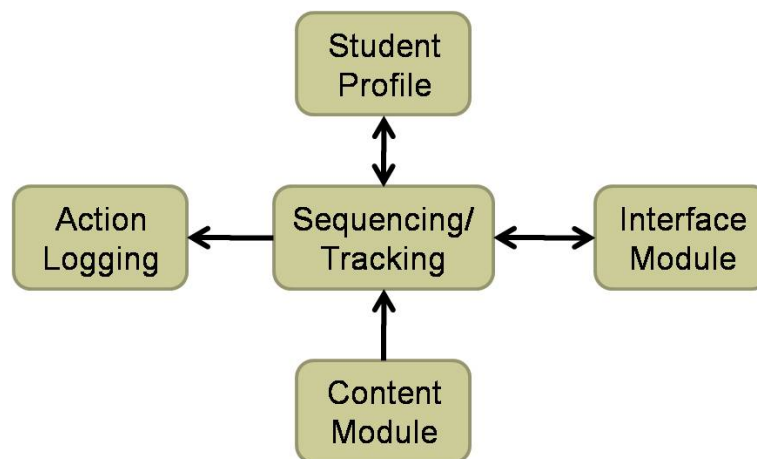 Student
Profile
Action
Logging
Sequencing/
Tracking
Interface
Module
Content
Module